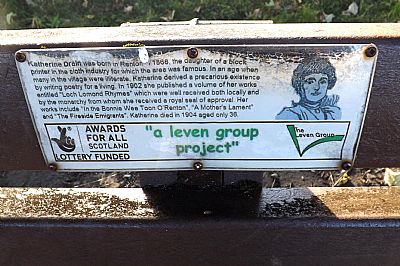 Katherine Drain was born in Renton in 1868, the daughter of a block
printer in the cloth industry for which the area was famous. In an age when
many in the village were illiterate, Katherine derived a precarious existence
by writing poetry for a living. In 1902 she published a volume of her works
entitled "Loch Lomond Rhymes" which were well received both locally and
by the monarchy from whom she received a royal seal of approval. Her
works include "In the Bonnie Wee Toon O'Renton", "A Mother's Lament"
and "The Fireside Emigrants". Katherine died in 1904 aged only 36.
AWARDS
FOR ALL
SCOTLAND
LOTTERY FUNDED
"a leven group
project"
The
Leven Group